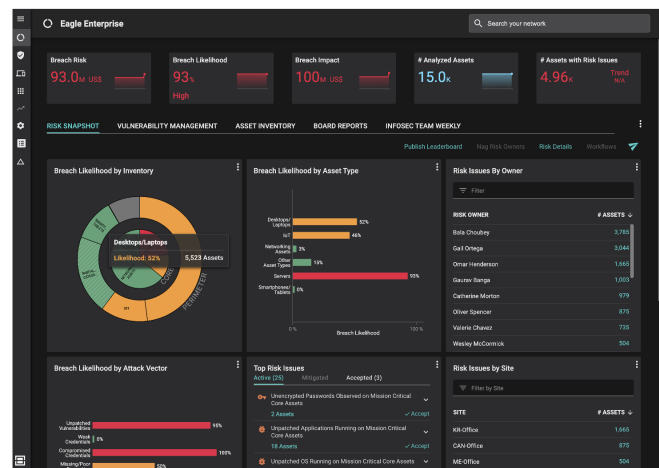 Eagle Enterprise
Search your network
Breach Risk
93.0M US$
Breach Likelihood
93%
High
Breach Impact
100M US$
# Analyzed Assets
15.0K
# Assets with Risk Issues
4.96K
Trend
N/A
RISK SNAPSHOT
VULNERABILITY MANAGEMENT
ASSET INVENTORY
BOARD REPORTS
INFOSEC TEAM WEEKLY
Publish Leaderboard
Nag Risk Owners
Risk Details
Workflows
Breach Likelihood by Inventory
Desktops/Laptops
Likelihood: 52%
5,523 Assets
CORE
PERIMETER
IOT
Breach Likelihood by Asset Type
Desktops/
Laptops
52%
IoT
46%
Networking
Assets
3%
Other
Asset Types
15%
Servers
93%
Smartphones/
Tablets
0%
0 %
100 %
Breach Likelihood
Risk Issues By Owner
Filter
RISK OWNER
# ASSETS ↓
Bala Choubey
3,785
Gail Ortega
3,044
Omar Henderson
1,665
Gaurav Banga
1,003
Catherine Morton
979
Oliver Spencer
875
Valerie Chavez
735
Wesley McCormick
504
Breach Likelihood by Attack Vector
Unpatched
Vulnerabilities
95%
Weak
Credentials
0%
Compromised
Credentials
100%
Missing/Poor
50%
Top Risk Issues
Active (25)
Mitigated
Accepted (3)
Unencrypted Passwords Observed on Mission Critical
Core Assets
2 Assets
✓ Accept
Unpatched Applications Running on Mission Critical
Core Assets
18 Assets
✓ Accept
Unpatched OS Running on Mission Critical Core Assets
Risk Issues by Site
Filter by Site
SITE
# ASSETS ↓
KR-Office
1,665
CAN-Office
875
ME-Office
504